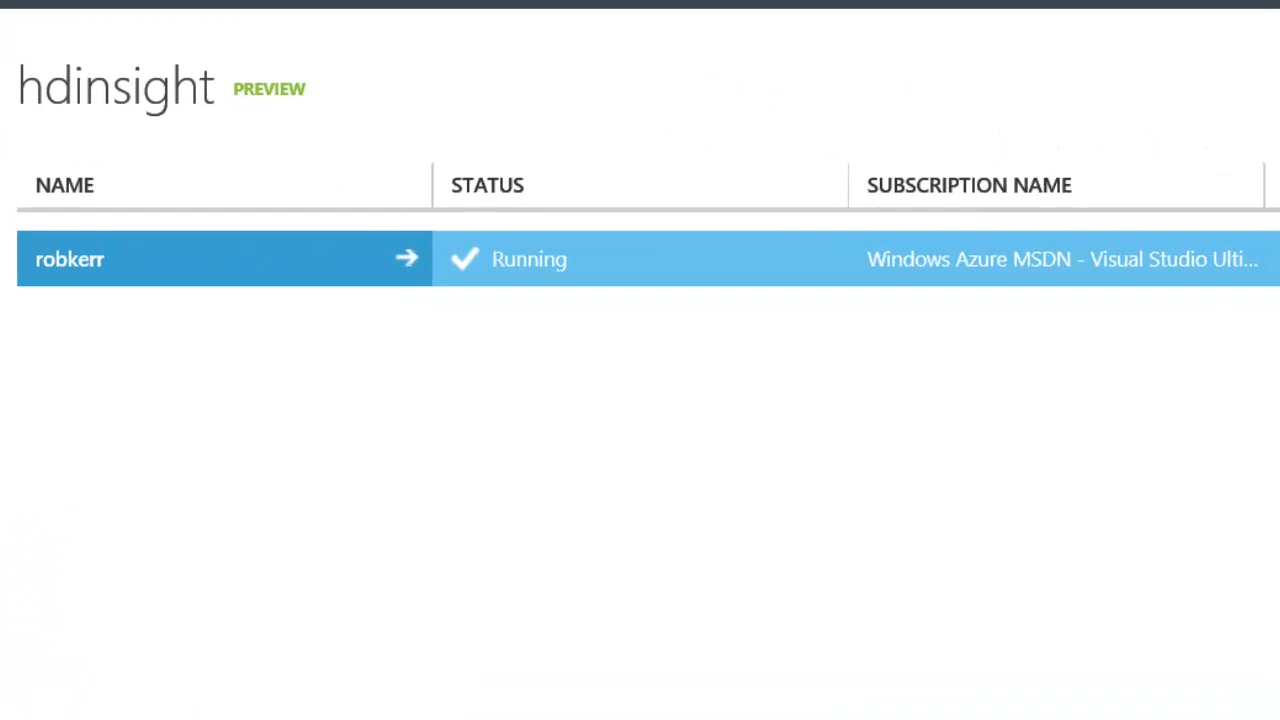 hdinsight PREVIEW
NAME STATUS SUBSCRIPTION NAME
robkerr Running Windows Azure MSDN - Visual Studio Ulti...